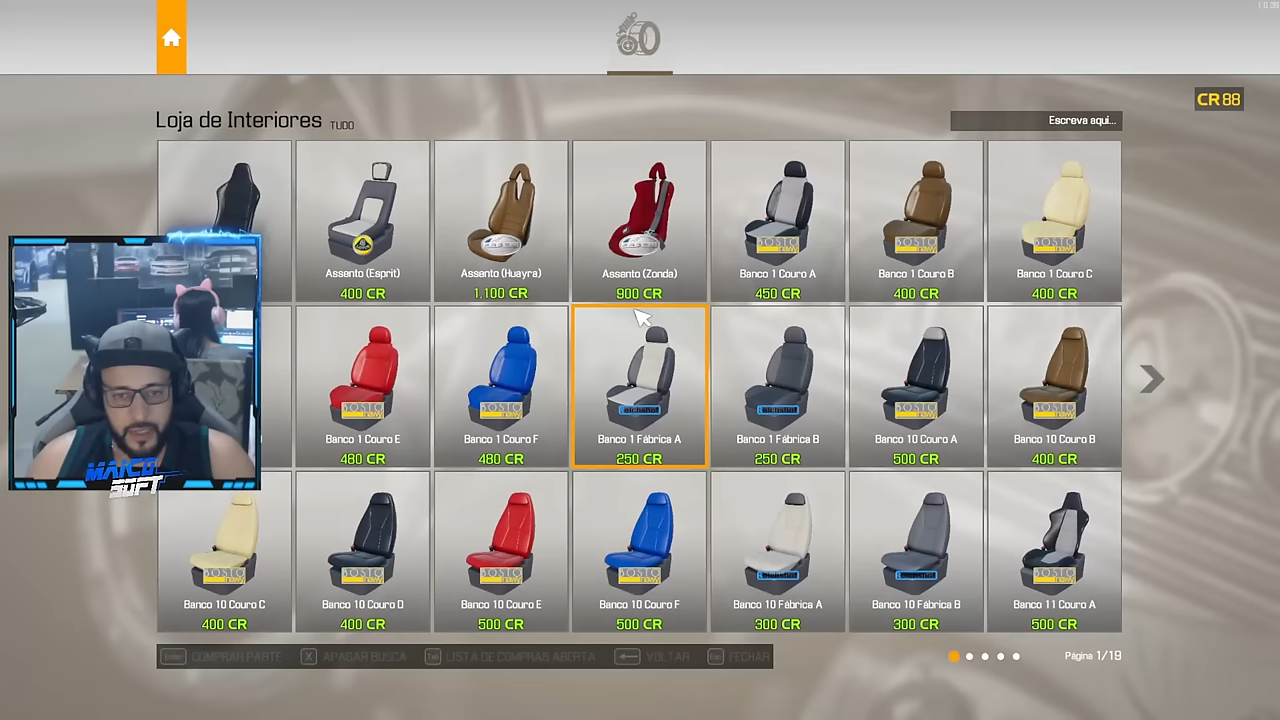 CR 88
Loja de Interiores TUDO
Escreva aqui...
Assento (Esprit)
400 CR
Assento (Huayra)
1,100 CR
Assento (Zonda)
900 CR
Banco 1 Couro A
450 CR
Banco 1 Couro B
400 CR
Banco 1 Couro C
400 CR
Banco 1 Couro E
480 CR
Banco 1 Couro F
480 CR
Banco 1 Fábrica A
250 CR
Banco 1 Fábrica B
250 CR
Banco 10 Couro A
500 CR
Banco 10 Couro B
400 CR
MAICO
SOFT
Banco 10 Couro C
400 CR
Banco 10 Couro D
400 CR
Banco 10 Couro E
500 CR
Banco 10 Couro F
500 CR
Banco 10 Fábrica A
300 CR
Banco 10 Fábrica B
300 CR
Banco 11 Couro A
500 CR
Enter COMPRAR PARTE X APAGAR BUSCA Tab LISTA DE COMPRAS ABERTA VOLTAR Esc FECHAR
Página 1/19